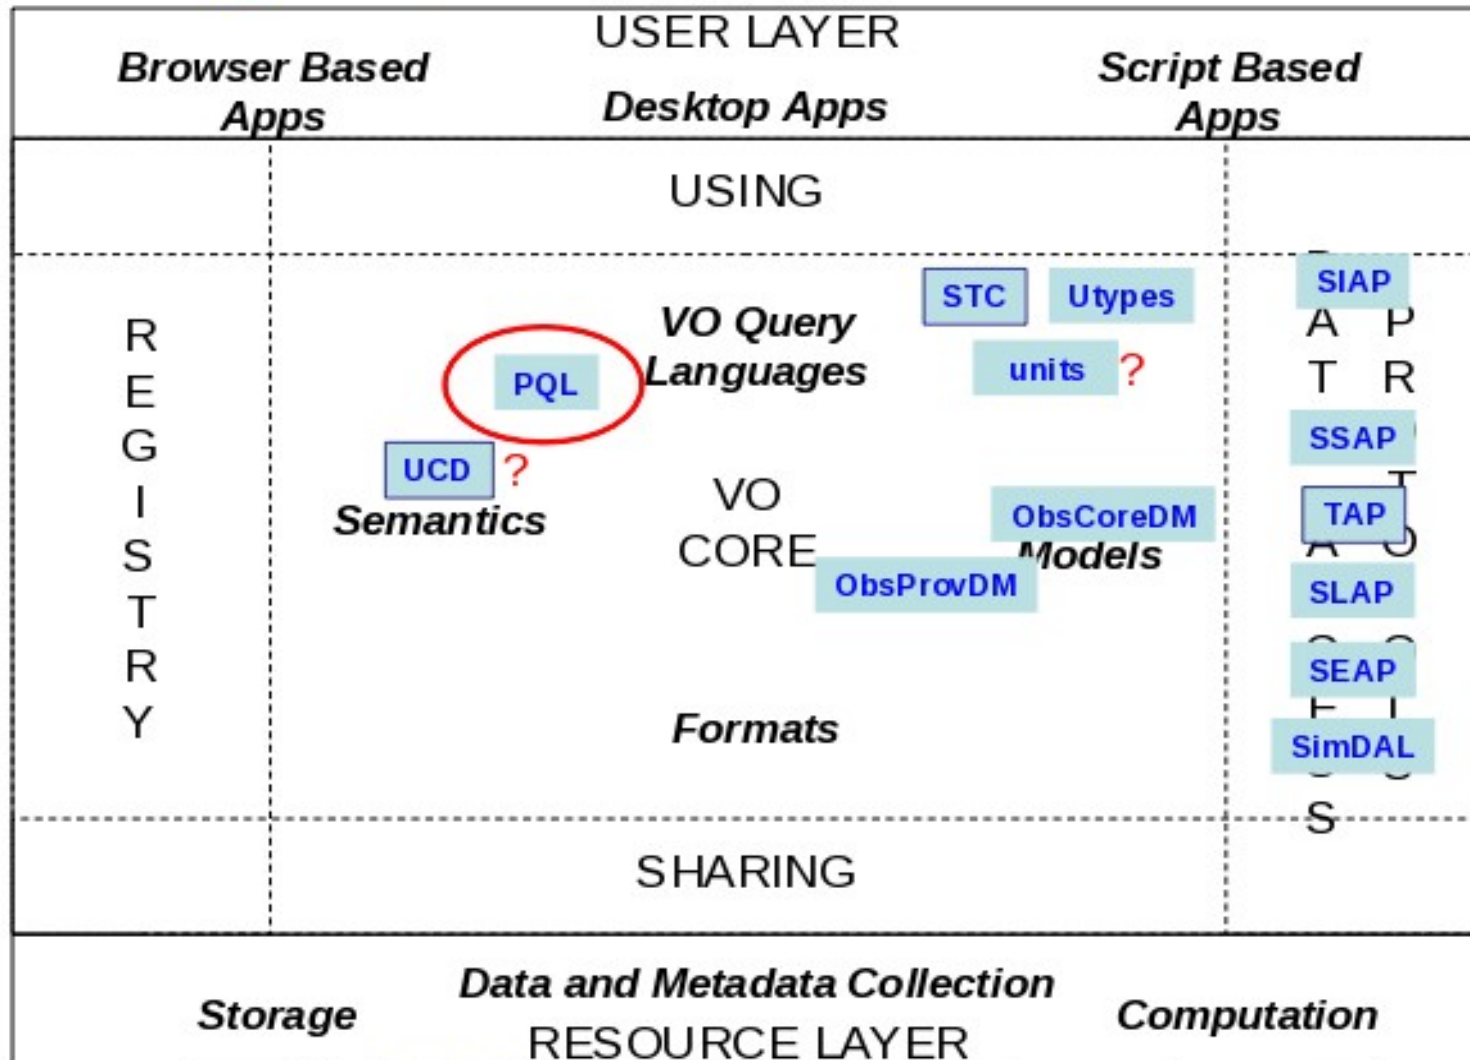 USER LAYER
Browser Based
Apps
Desktop Apps
Script Based
Apps
USING
R
E
G
I
S
T
R
Y
VO Query
Languages
PQL
UCD ?
Semantics
STC
Utypes
units ?
VO
CORE
ObsCoreDM
Models
ObsProvDM
Formats
SIAP
SSAP
TAP
SLAP
SEAP
SimDAL
SHARING
Data and Metadata Collection
Storage
Computation
RESOURCE LAYER